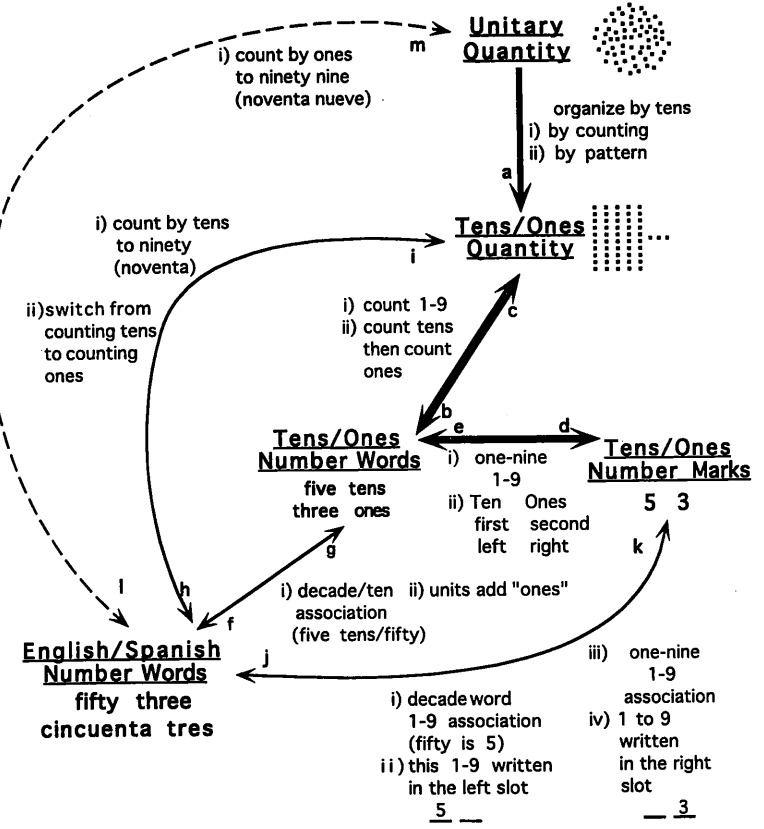 Unitary
Quantity
m
i) count by ones
to ninety nine
(noventa nueve)
organize by tens
i) by counting
ii) by pattern
a
i) count by tens
to ninety
(noventa)
Tens/Ones
Quantity
i
ii) switch from
counting tens
to counting
ones
i) count 1-9
ii) count tens
then count
ones
c
b
e
d
Tens/Ones
Number Words
five tens
three ones
i) one-nine
1-9
ii) Ten Ones
first second
left right
Tens/Ones
Number Marks
5 3
k
g
l
h
f
i) decade/ten
association
(five tens/fifty)
ii) units add "ones"
English/Spanish
Number Words
fifty three
cincuenta tres
j
i) decade word
1-9 association
(fifty is 5)
ii) this 1-9 written
in the left slot
5 _
iii) one-nine
1-9
association
iv) 1 to 9
written
in the right
slot
_ 3